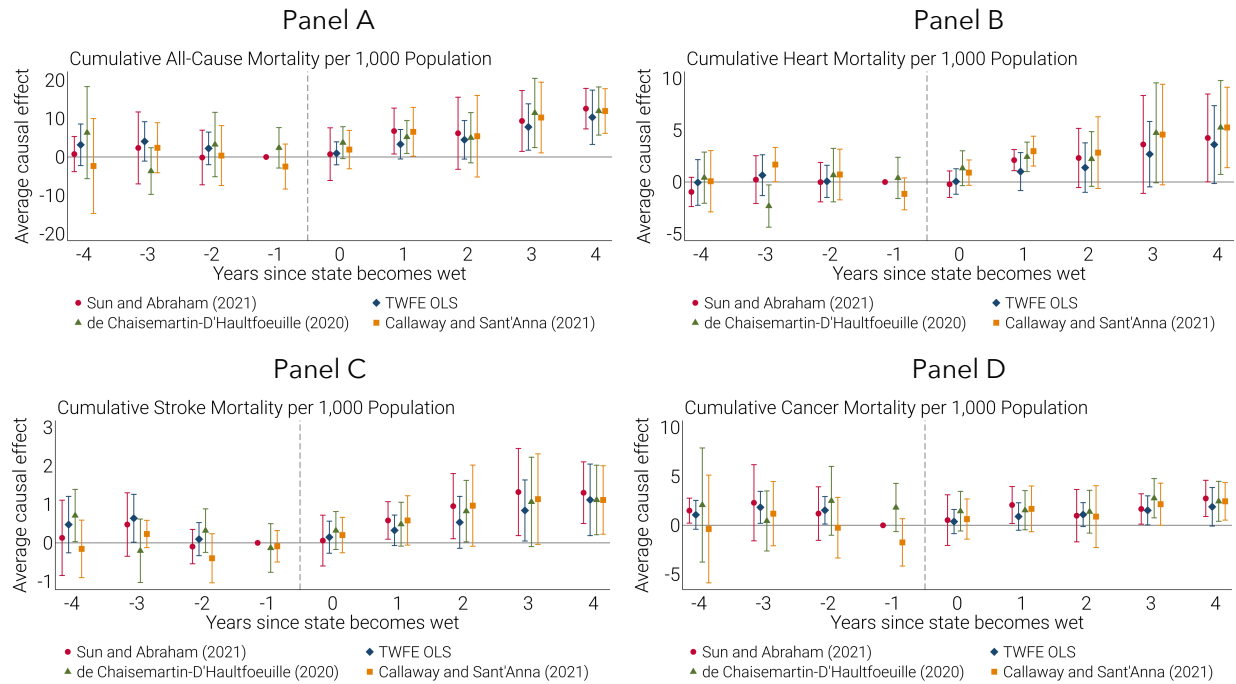 Panel A
Cumulative All-Cause Mortality per 1,000 Population
Average causal effect
20
10
0
-10
-20
-4 -3 -2 -1 0 1 2 3 4
Years since state becomes wet
Sun and Abraham (2021) TWFE OLS
de Chaisemartin-D'Haultfoeuille (2020) Callaway and Sant'Anna (2021)
Panel B
Cumulative Heart Mortality per 1,000 Population
Average causal effect
10
5
0
-5
-4 -3 -2 -1 0 1 2 3 4
Years since state becomes wet
Sun and Abraham (2021) TWFE OLS
de Chaisemartin-D'Haultfoeuille (2020) Callaway and Sant'Anna (2021)
Panel C
Cumulative Stroke Mortality per 1,000 Population
Average causal effect
3
2
1
0
-1
-4 -3 -2 -1 0 1 2 3 4
Years since state becomes wet
Sun and Abraham (2021) TWFE OLS
de Chaisemartin-D'Haultfoeuille (2020) Callaway and Sant'Anna (2021)
Panel D
Cumulative Cancer Mortality per 1,000 Population
Average causal effect
10
5
0
-5
-4 -3 -2 -1 0 1 2 3 4
Years since state becomes wet
Sun and Abraham (2021) TWFE OLS
de Chaisemartin-D'Haultfoeuille (2020) Callaway and Sant'Anna (2021)